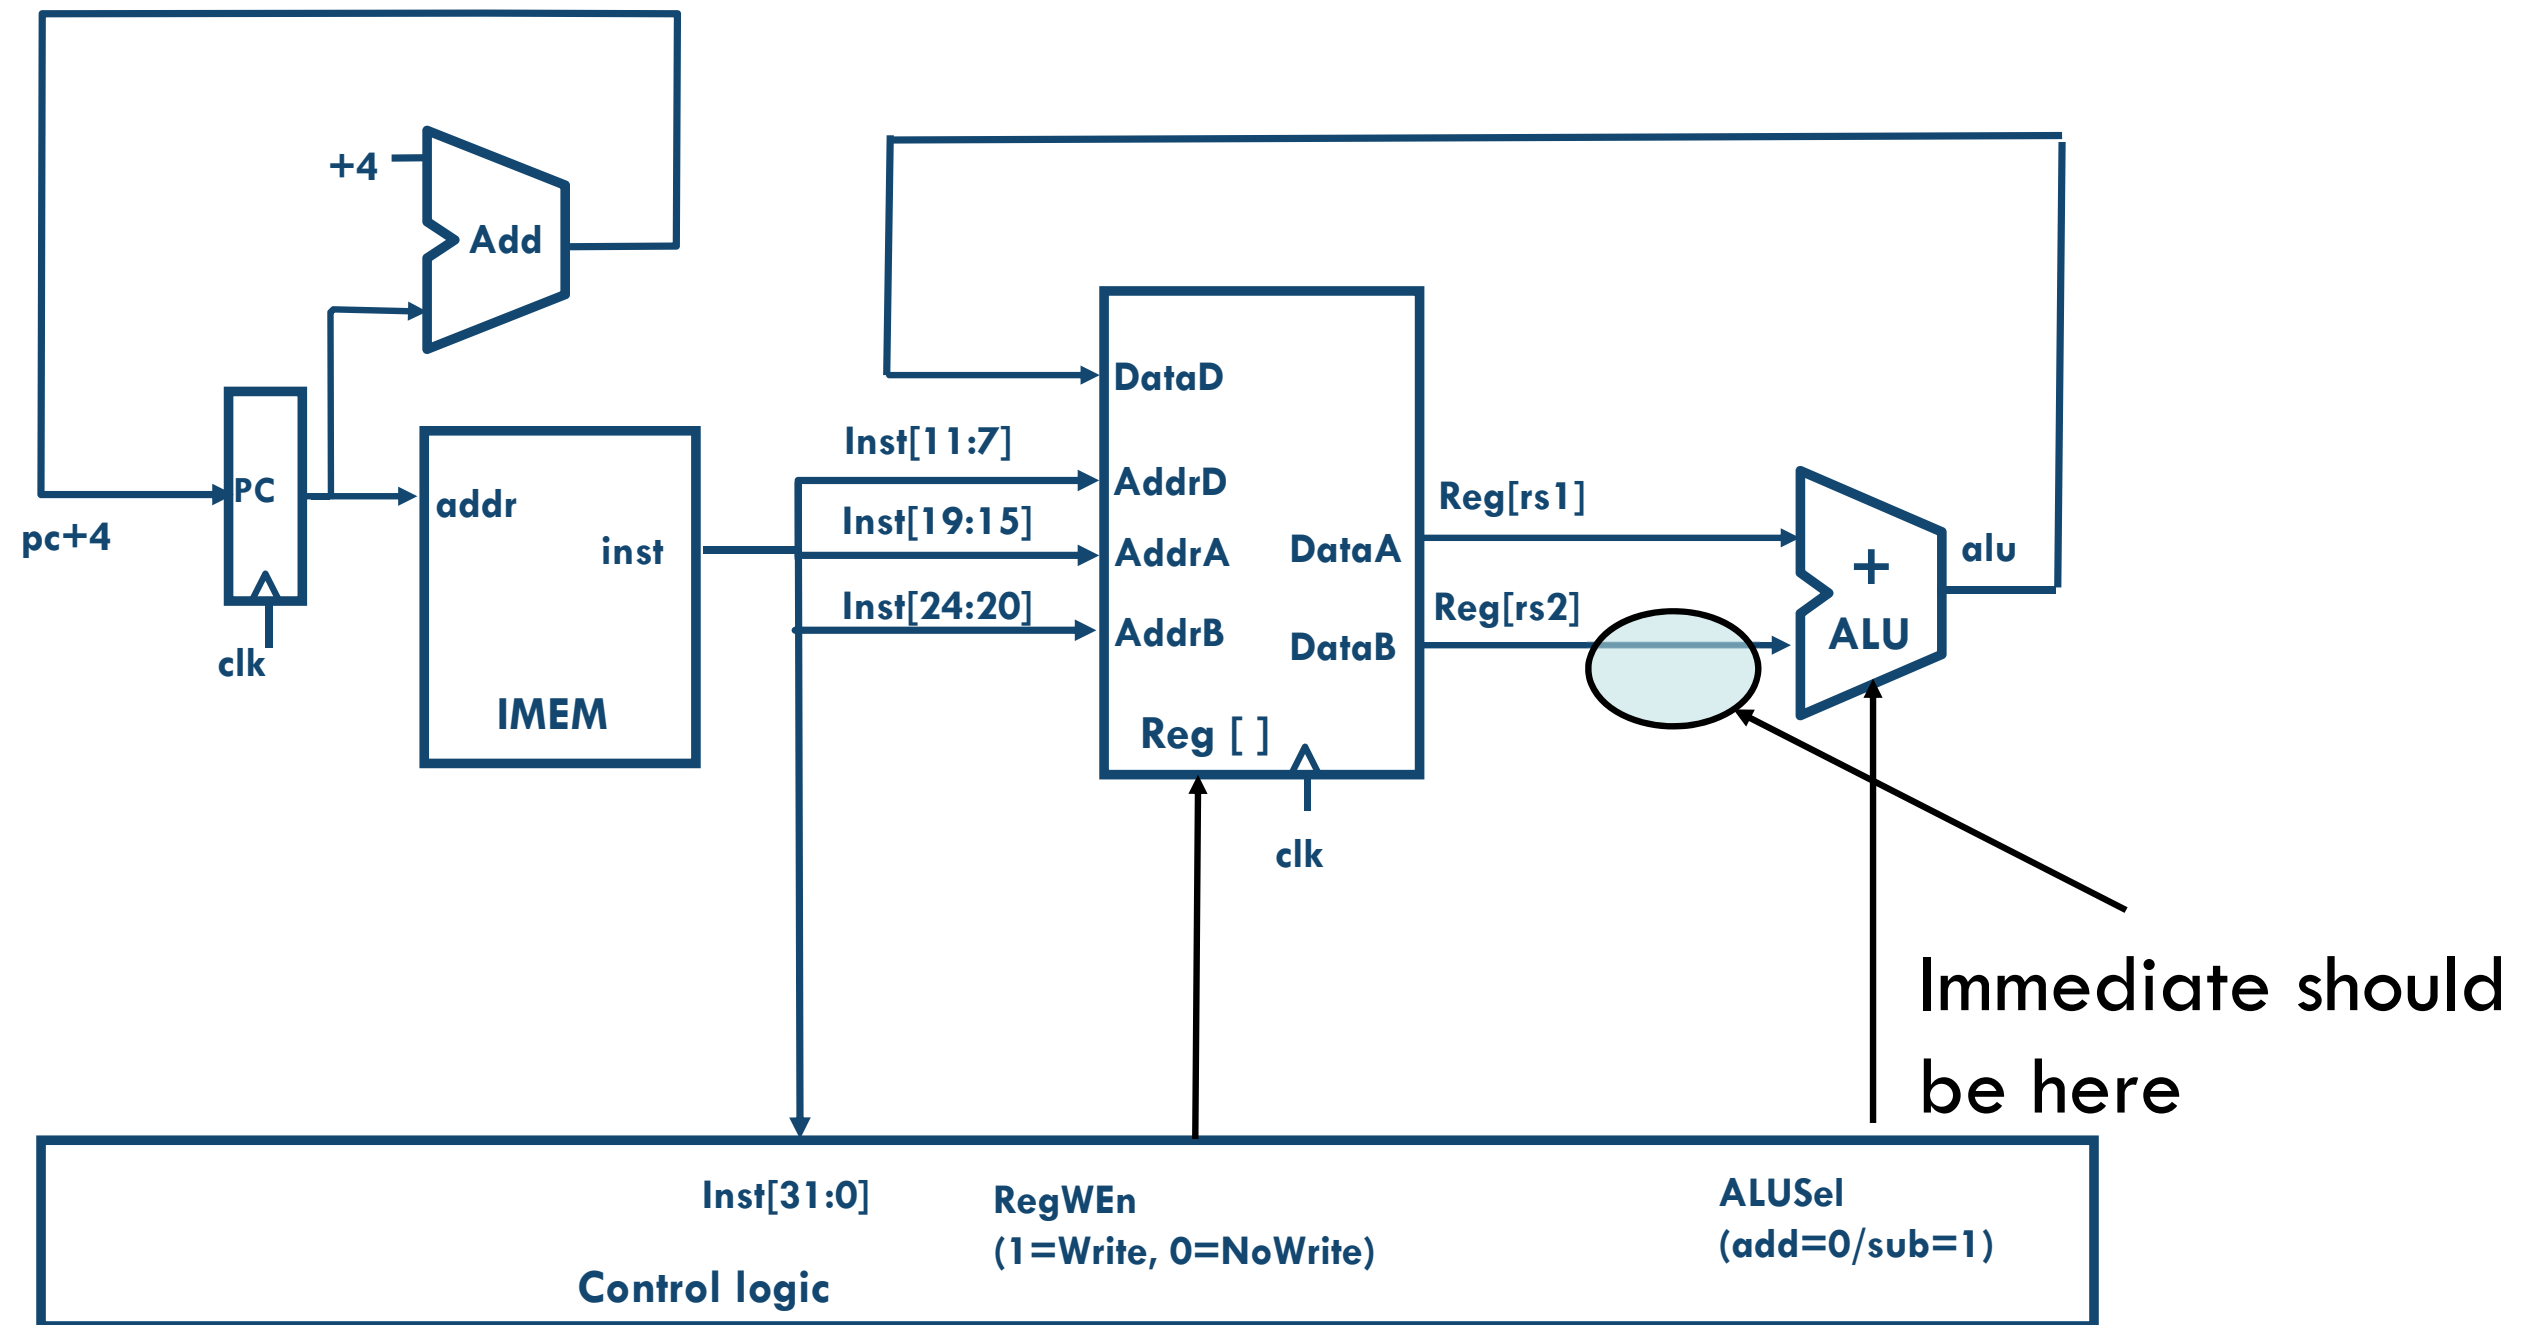 +4
Add
PC
pc+4
clk
addr
inst
IMEM
Inst[11:7]
Inst[19:15]
Inst[24:20]
DataD
AddrD
AddrA
AddrB
DataA
DataB
Reg [ ]
clk
Reg[rs1]
Reg[rs2]
+
ALU
alu
Immediate should
be here
Inst[31:0]
RegWEn
(1=Write, 0=NoWrite)
ALUSel
(add=0/sub=1)
Control logic